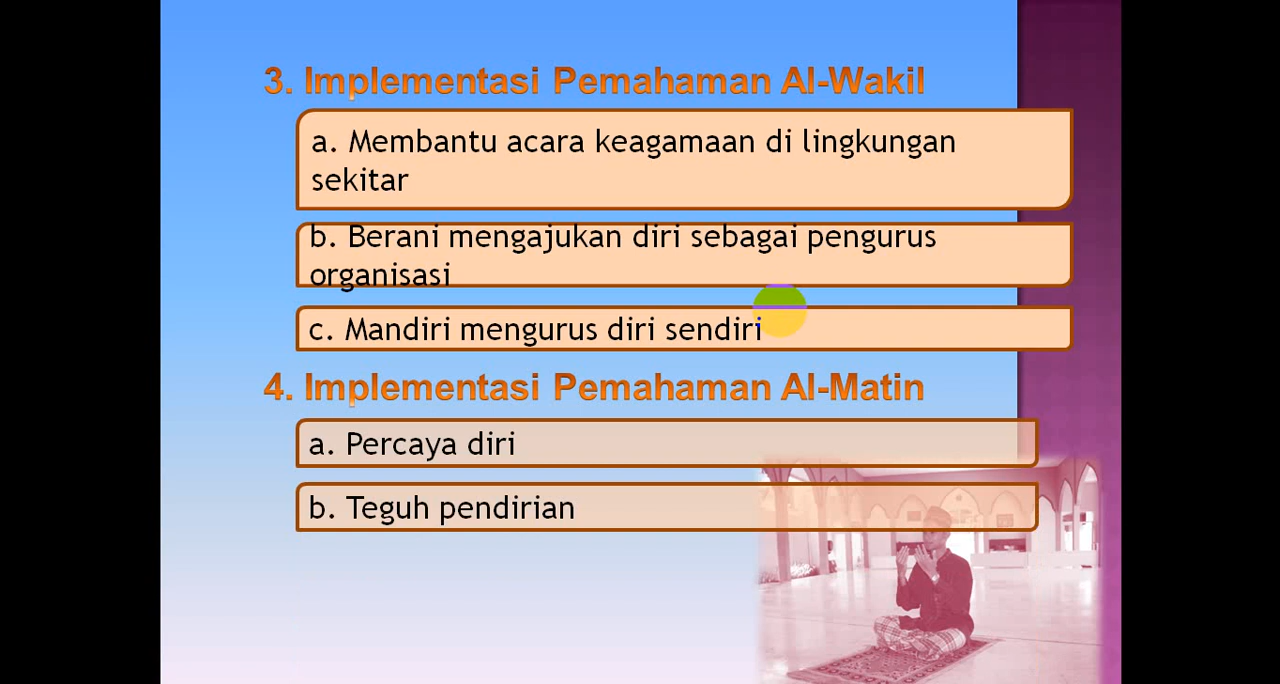 3. Implementasi Pemahaman Al-Wakil
a. Membantu acara keagamaan di lingkungan
sekitar
b. Berani mengajukan diri sebagai pengurus
organisasi
c. Mandiri mengurus diri sendiri
4. Implementasi Pemahaman Al-Matin
a. Percaya diri
b. Teguh pendirian